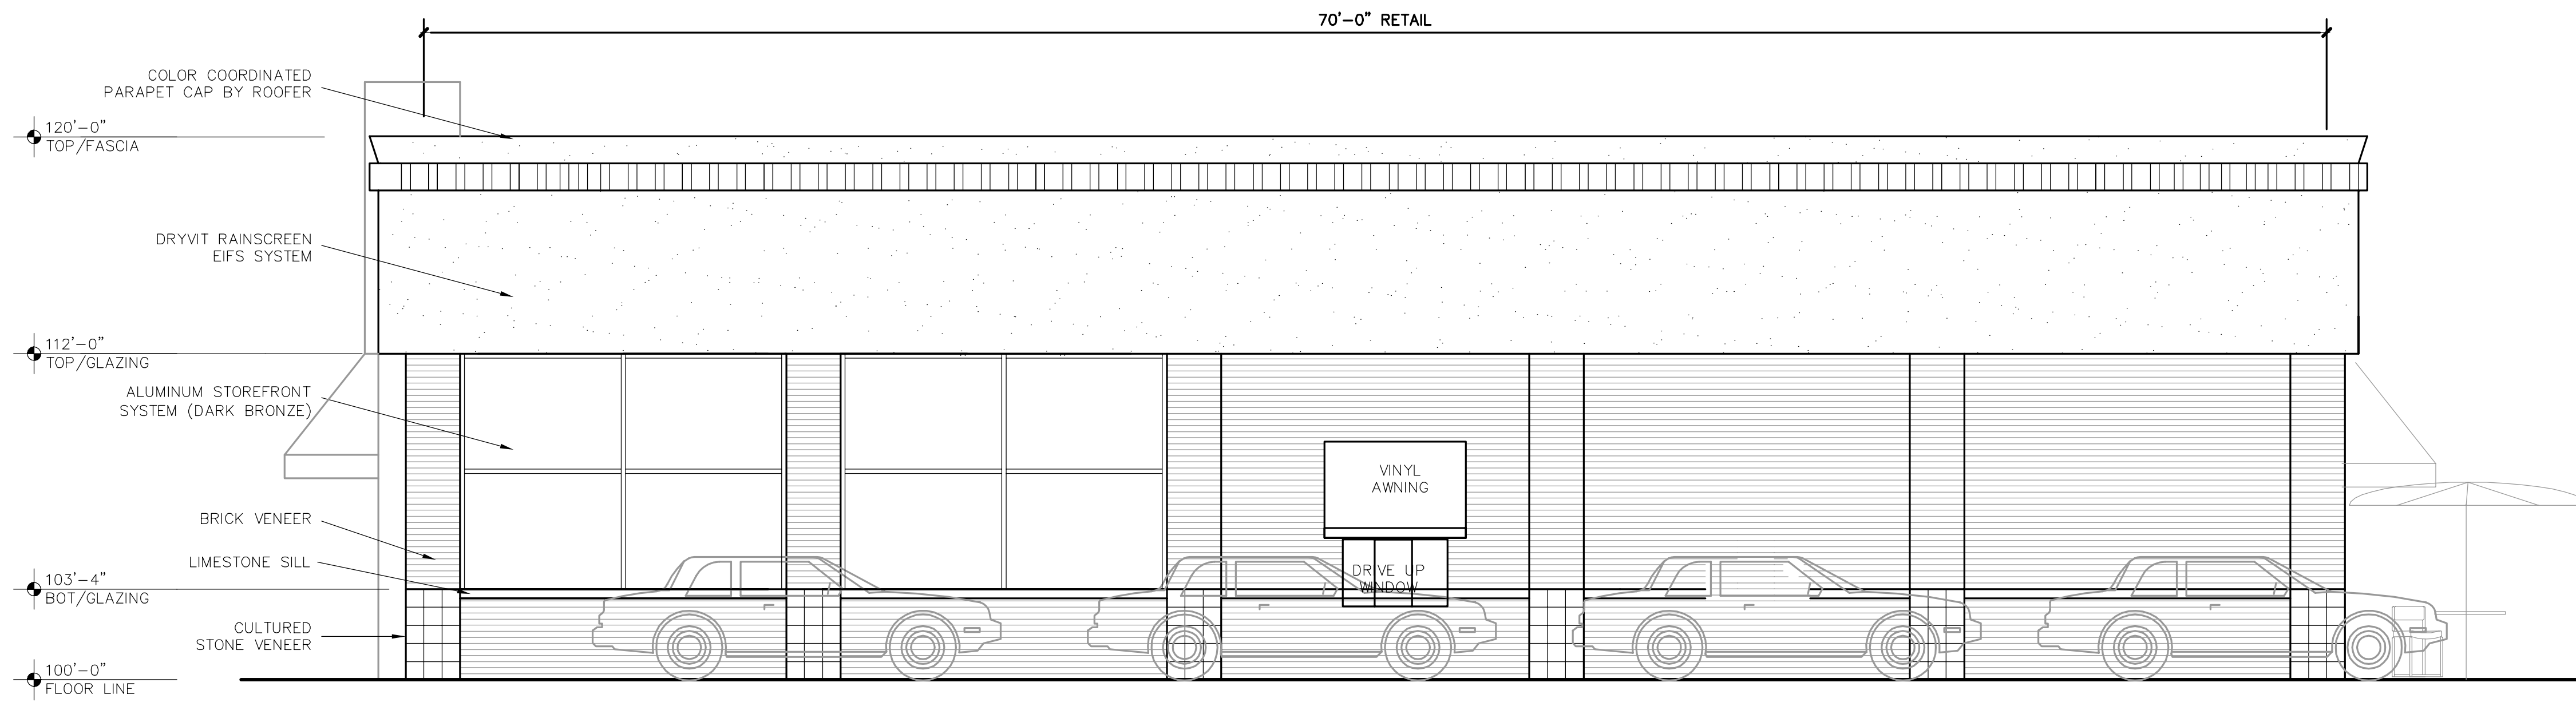 70'-0" RETAIL
COLOR COORDINATED
PARAPET CAP BY ROOFER
120'-0"
TOP/FASCIA
DRYVIT RAINSCREEN
EIFS SYSTEM
112'-0"
TOP/GLAZING
ALUMINUM STOREFRONT
SYSTEM (DARK BRONZE)
VINYL
AWNING
BRICK VENEER
LIMESTONE SILL
DRIVE UP
WINDOW
103'-4"
BOT/GLAZING
CULTURED
STONE VENEER
100'-0"
FLOOR LINE